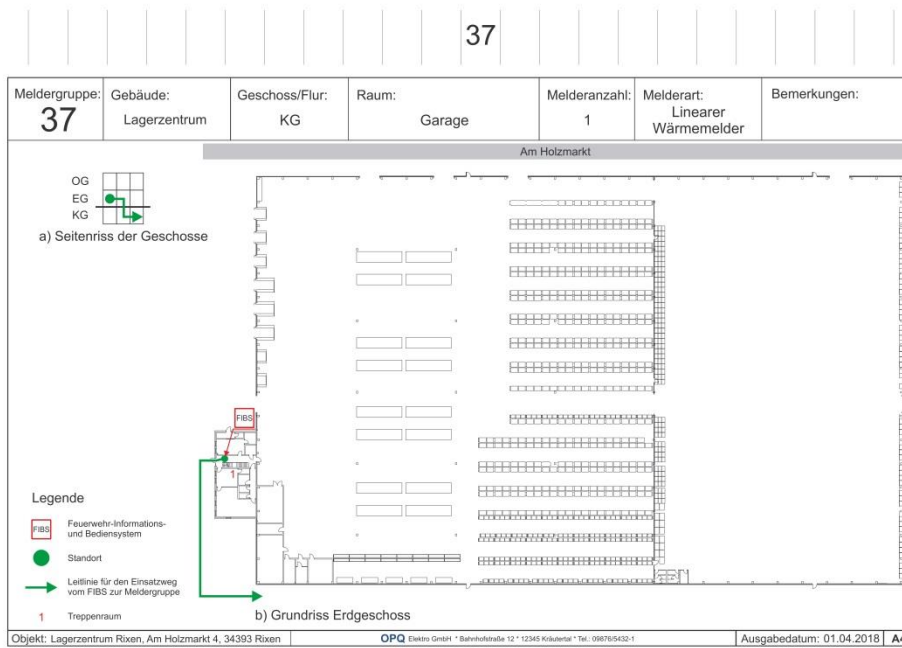 37
Meldergruppe: Gebäude: Geschoss/Flur: Raum: Melderanzahl: Melderart: Bemerkungen:
37 Lagerzentrum KG Garage 1 Linearer
Wärmemelder
Am Holzmarkt
OG
EG
KG
a) Seitenriss der Geschosse
FIBS
1
Legende
FIBS Feuerwehr-Informations-
und Bediensystem
Standort
Leitlinie für den Einsatzweg
vom FIBS zur Meldergruppe
1 Treppenraum
b) Grundriss Erdgeschoss
Objekt: Lagerzentrum Rixen, Am Holzmarkt 4, 34393 Rixen OPQ Elektro GmbH * Bahnhofstraße 12 * 12345 Kräutertal * Tel.: 09876/5432-1 Ausgabedatum: 01.04.2018 A4